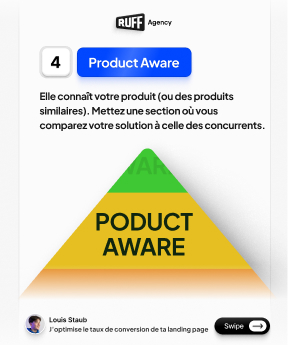 RUFF Agency
4 Product Aware
Elle connaît votre produit (ou des produits
similaires). Mettez une section où vous
comparez votre solution à celle des concurrents.
PODUCT
AWARE
Louis Staub
J'optimise le taux de conversion de ta landing page
Swipe